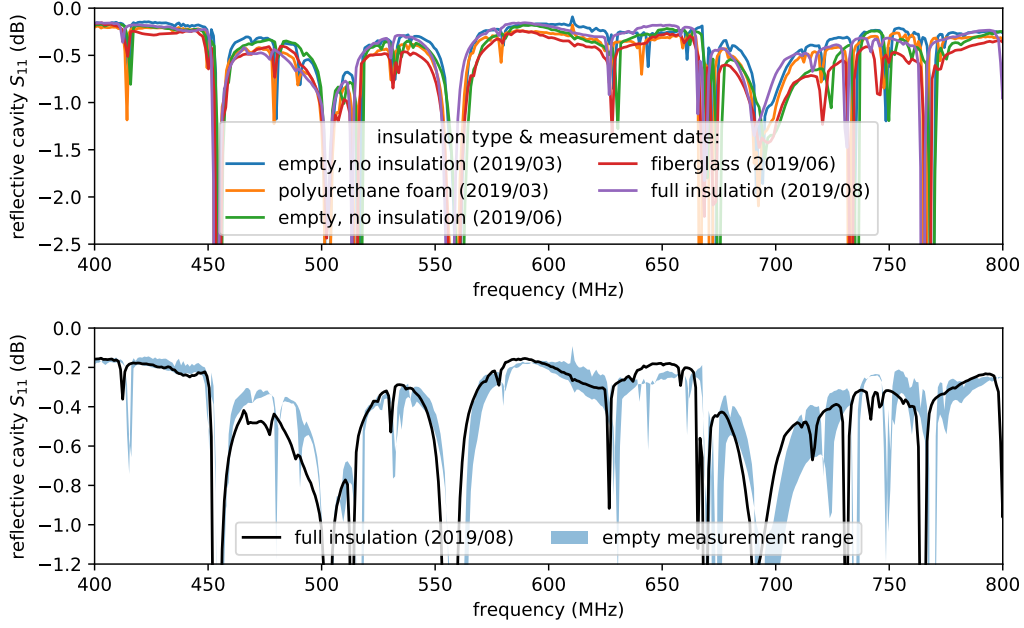 0.0
−0.5
−1.0
−1.5
−2.0
−2.5
reflective cavity S11 (dB)
insulation type & measurement date:
empty, no insulation (2019/03)
polyurethane foam (2019/03)
empty, no insulation (2019/06)
fiberglass (2019/06)
full insulation (2019/08)
400 450 500 550 600 650 700 750 800
frequency (MHz)
0.0
−0.2
−0.4
−0.6
−0.8
−1.0
−1.2
reflective cavity S11 (dB)
full insulation (2019/08) empty measurement range
400 450 500 550 600 650 700 750 800
frequency (MHz)